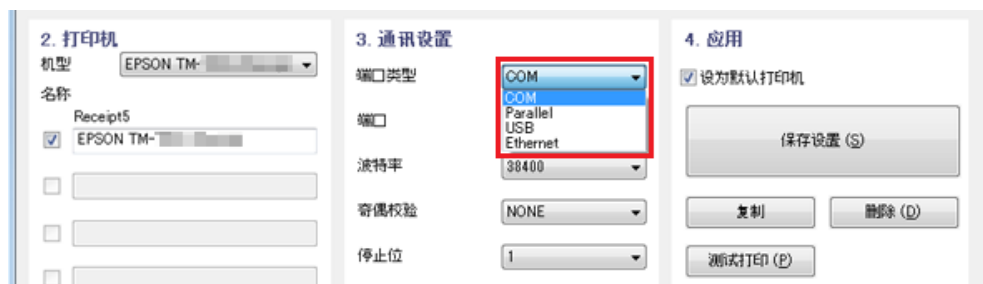 2. 打印机
机型
EPSON TM-
名称
Receipt5
EPSON TM-
3. 通讯设置
端口类型
COM
COM
Parallel
USB
Ethernet
端口
波特率
38400
奇偶校验
NONE
停止位
1
4. 应用
设为默认打印机
保存设置 (S)
复制
删除 (D)
测试打印 (P)